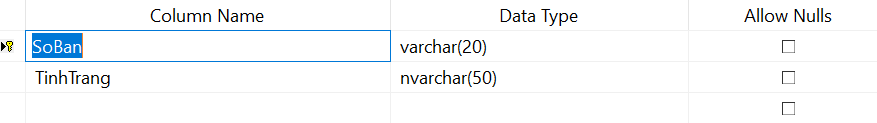 Column Name Data Type Allow Nulls
SoBan varchar(20)
TinhTrang nvarchar(50)